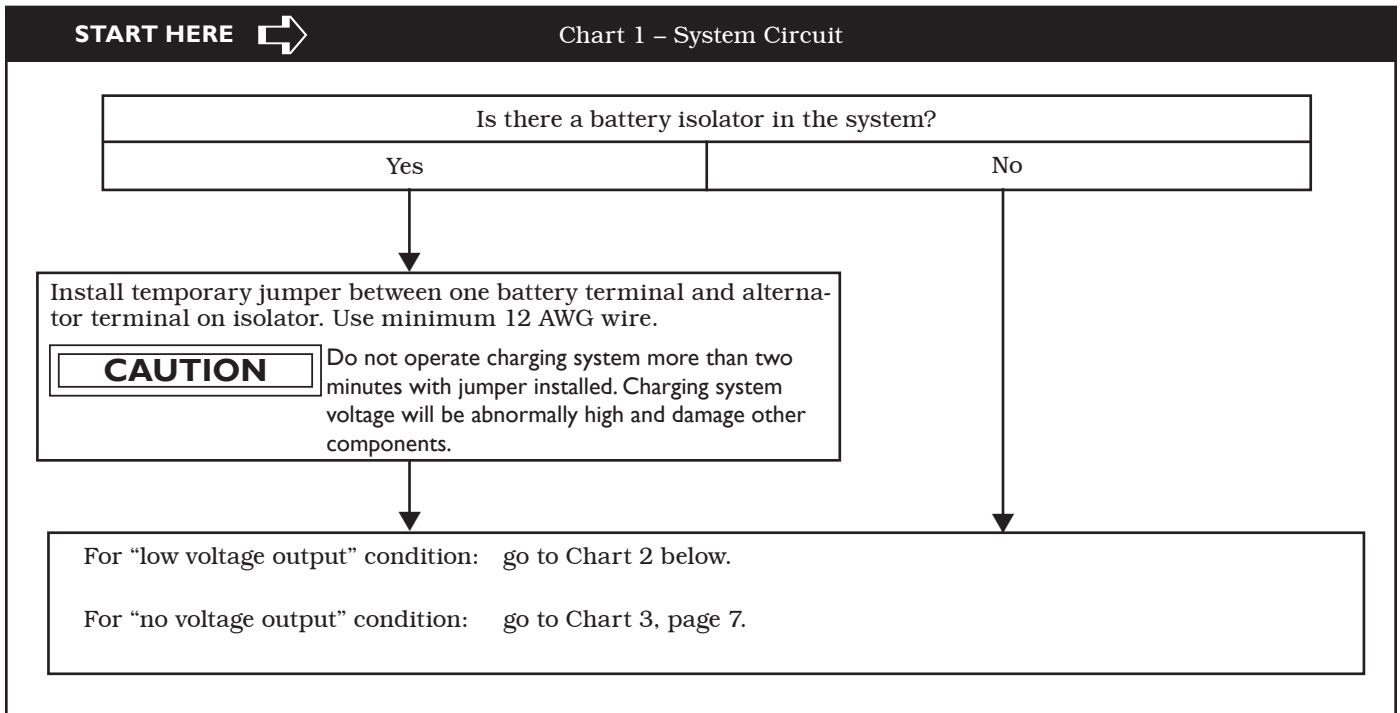 START HERE
Chart 1 – System Circuit
Is there a battery isolator in the system?
Yes
No
Install temporary jumper between one battery terminal and alterna-
tor terminal on isolator. Use minimum 12 AWG wire.
CAUTION
Do not operate charging system more than two
minutes with jumper installed. Charging system
voltage will be abnormally high and damage other
components.
For “low voltage output” condition: go to Chart 2 below.
For “no voltage output” condition: go to Chart 3, page 7.